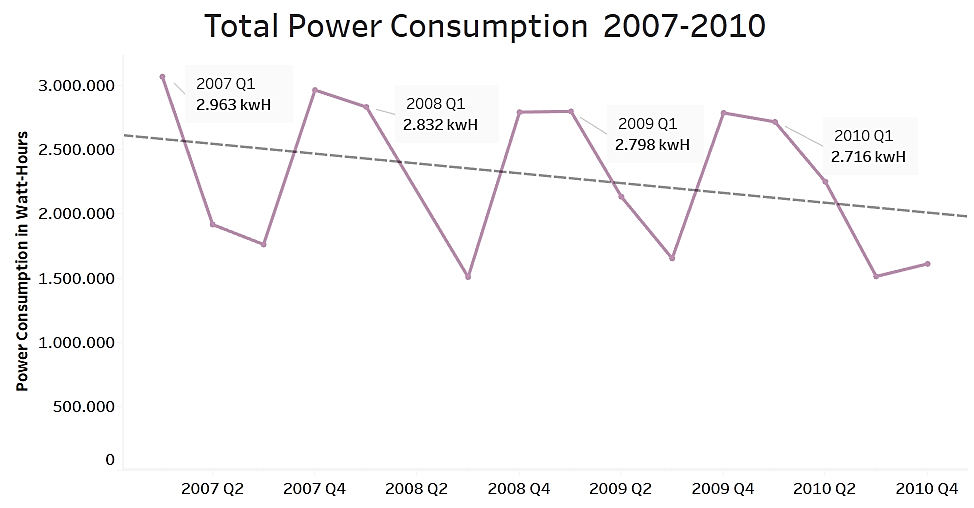 Total Power Consumption 2007-2010
Power Consumption in Watt-Hours
3.000.000
2.500.000
2.000.000
1.500.000
1.000.000
500.000
0
2007 Q1
2.963 kwH
2008 Q1
2.832 kwH
2009 Q1
2.798 kwH
2010 Q1
2.716 kwH
2007 Q2
2007 Q4
2008 Q2
2008 Q4
2009 Q2
2009 Q4
2010 Q2
2010 Q4